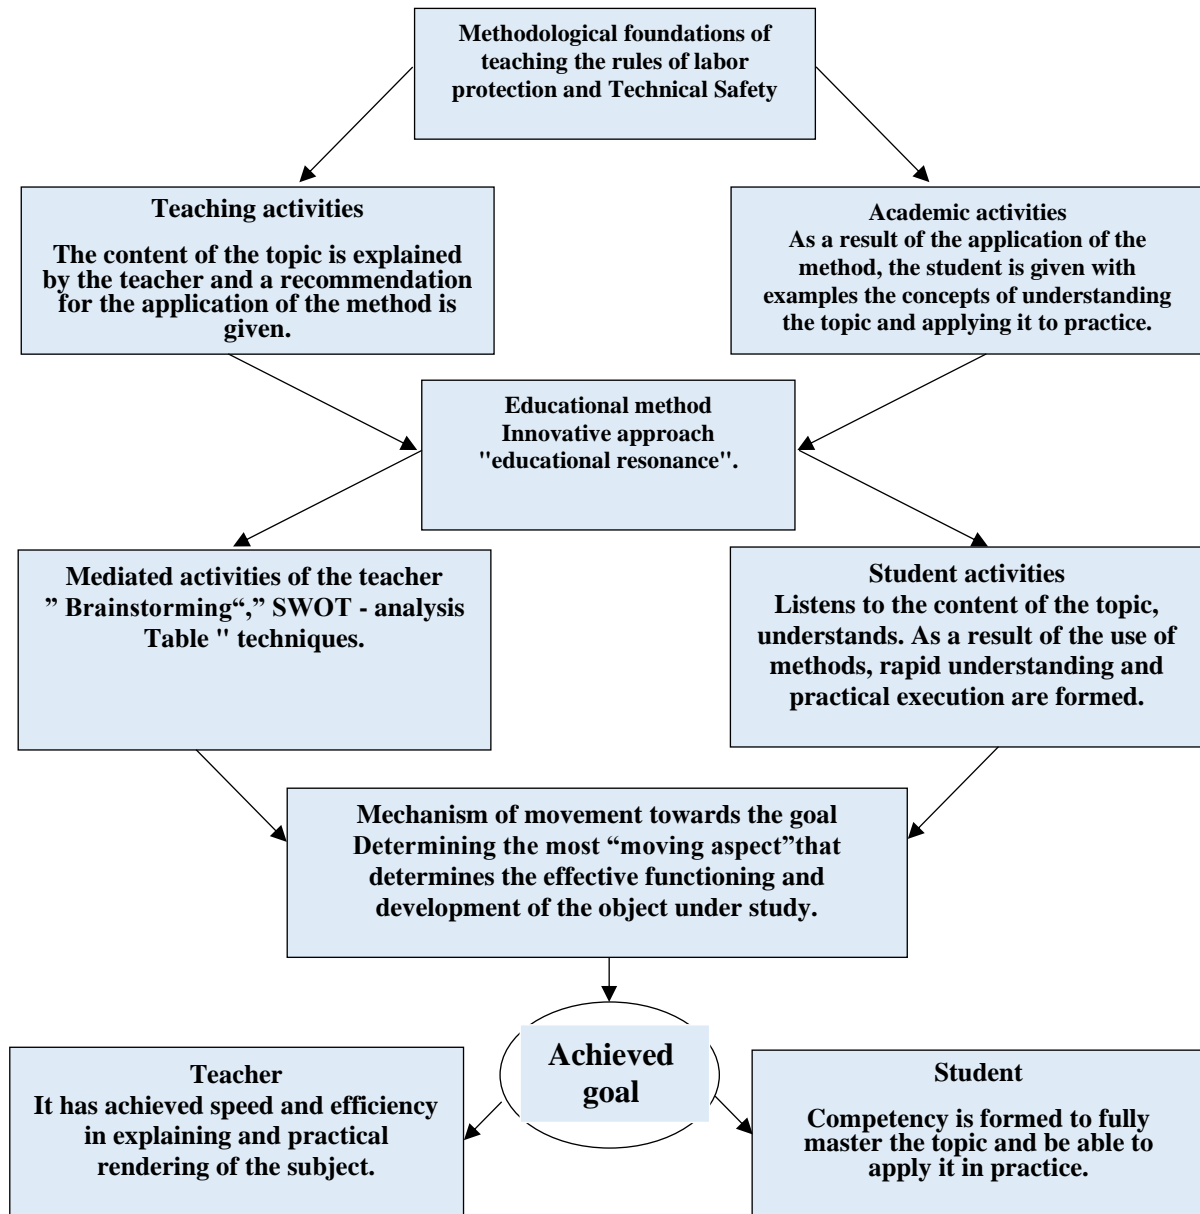 Methodological foundations of
teaching the rules of labor
protection and Technical Safety
Teaching activities
The content of the topic is explained
by the teacher and a recommendation
for the application of the method is
given.
Academic activities
As a result of the application of the
method, the student is given with
examples the concepts of understanding
the topic and applying it to practice.
Educational method
Innovative approach
"educational resonance".
Mediated activities of the teacher
” Brainstorming“,” SWOT - analysis
Table " techniques.
Student activities
Listens to the content of the topic,
understands. As a result of the use of
methods, rapid understanding and
practical execution are formed.
Mechanism of movement towards the goal
Determining the most “moving aspect”that
determines the effective functioning and
development of the object under study.
Achieved
goal
Teacher
It has achieved speed and efficiency
in explaining and practical
rendering of the subject.
Student
Competency is formed to fully
master the topic and be able to
apply it in practice.